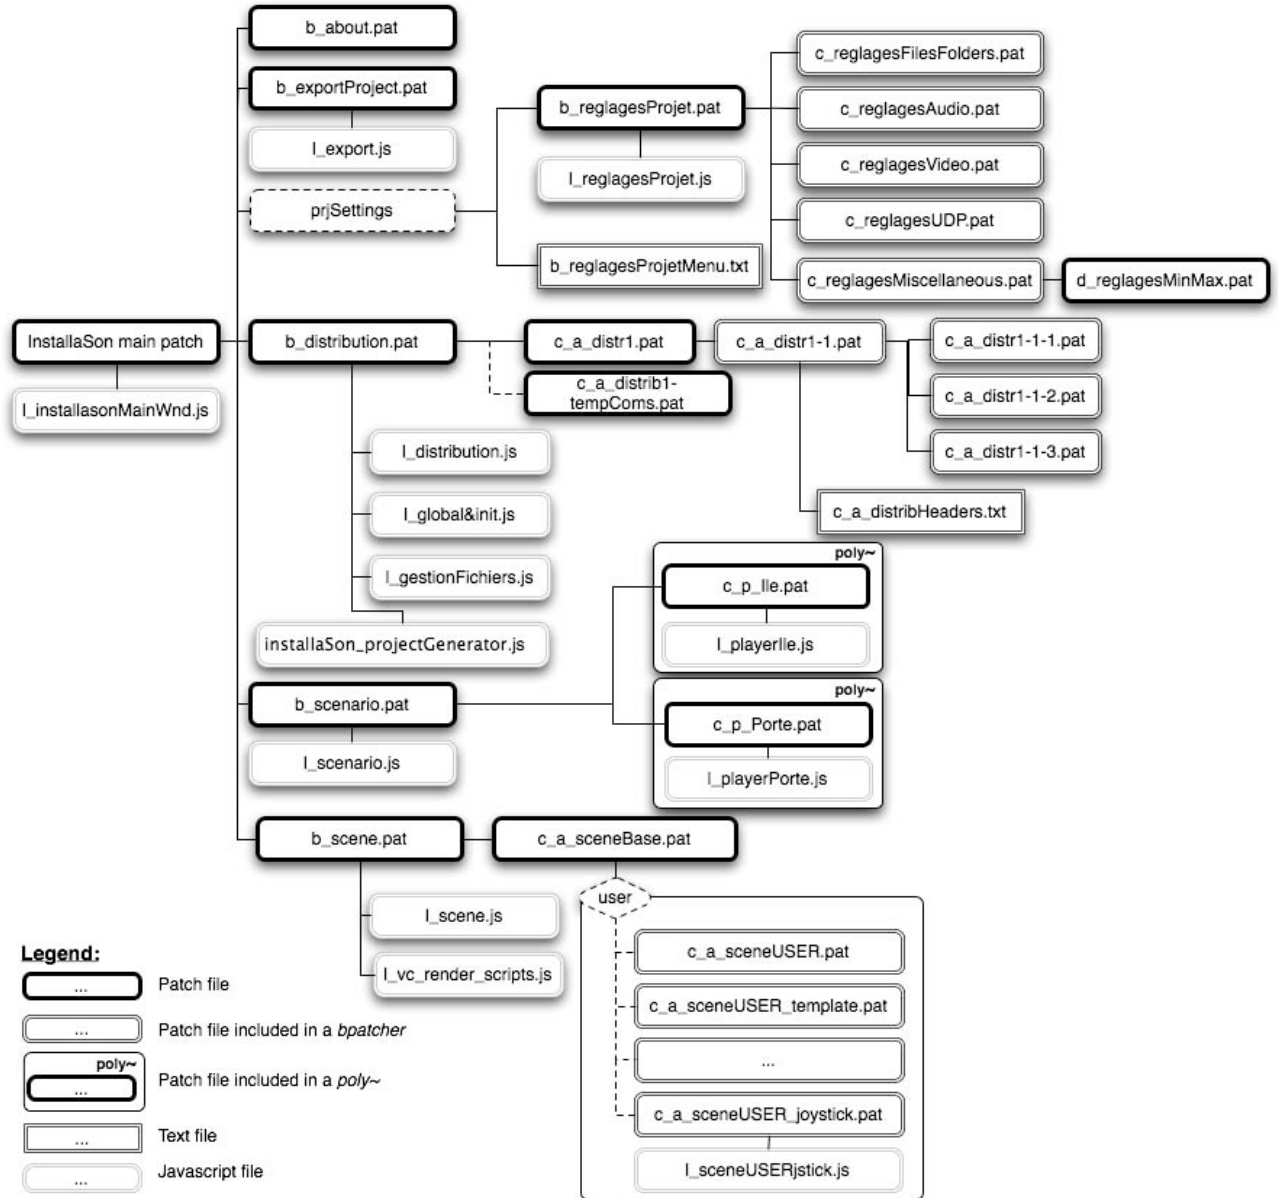 b_about.pat
b_exportProject.pat
l_export.js
prjSettings
b_reglagesProjet.pat
l_reglagesProjet.js
b_reglagesProjetMenu.txt
c_reglagesFilesFolders.pat
c_reglagesAudio.pat
c_reglagesVideo.pat
c_reglagesUDP.pat
c_reglagesMiscellaneous.pat
d_reglagesMinMax.pat
InstallaSon main patch
l_installasonMainWnd.js
b_distribution.pat
c_a_distr1.pat
c_a_distrib1-
tempComs.pat
c_a_distr1-1.pat
c_a_distr1-1-1.pat
c_a_distr1-1-2.pat
c_a_distr1-1-3.pat
c_a_distribHeaders.txt
l_distribution.js
l_global&init.js
l_gestionFichiers.js
installaSon_projectGenerator.js
poly~
c_p_Ile.pat
l_playerIle.js
poly~
c_p_Porte.pat
l_playerPorte.js
b_scenario.pat
l_scenario.js
b_scene.pat
c_a_sceneBase.pat
l_scene.js
l_vc_render_scripts.js
user
c_a_sceneUSER.pat
c_a_sceneUSER_template.pat
...
c_a_sceneUSER_joystick.pat
l_sceneUSERjstick.js
Legend:
...
Patch file
...
Patch file included in a bpatcher
poly~
...
Patch file included in a poly~
...
Text file
...
Javascript file